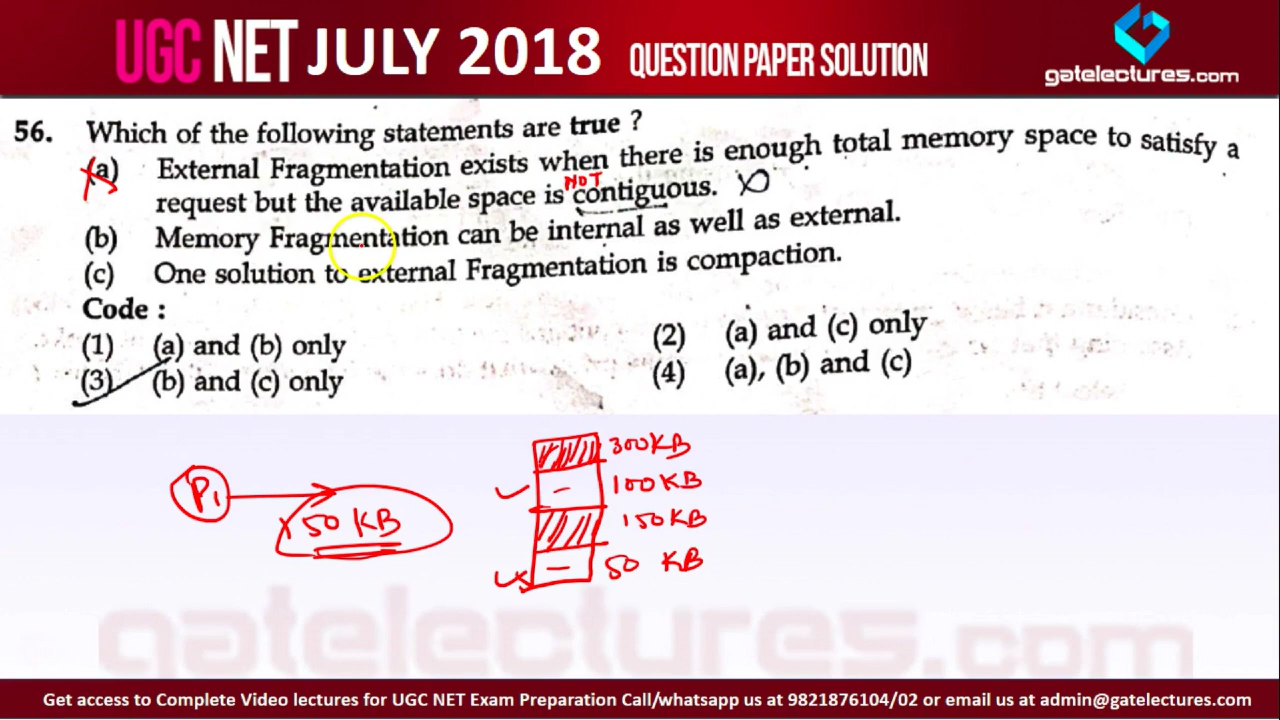 UGC NET JULY 2018 QUESTION PAPER SOLUTION
gatelectures.com
56. Which of the following statements are true ?
(a) External Fragmentation exists when there is enough total memory space to satisfy a
NOT
request but the available space is contiguous.
(b) Memory Fragmentation can be internal as well as external.
(c) One solution to external Fragmentation is compaction.
Code :
(1) (a) and (b) only (2) (a) and (c) only
(3) (b) and (c) only (4) (a), (b) and (c)
300KB
100KB
P1
150 KB
150KB
50 KB
gatelectures.com
Get access to Complete Video lectures for UGC NET Exam Preparation Call/whatsapp us at 9821876104/02 or email us at admin@gatelectures.com